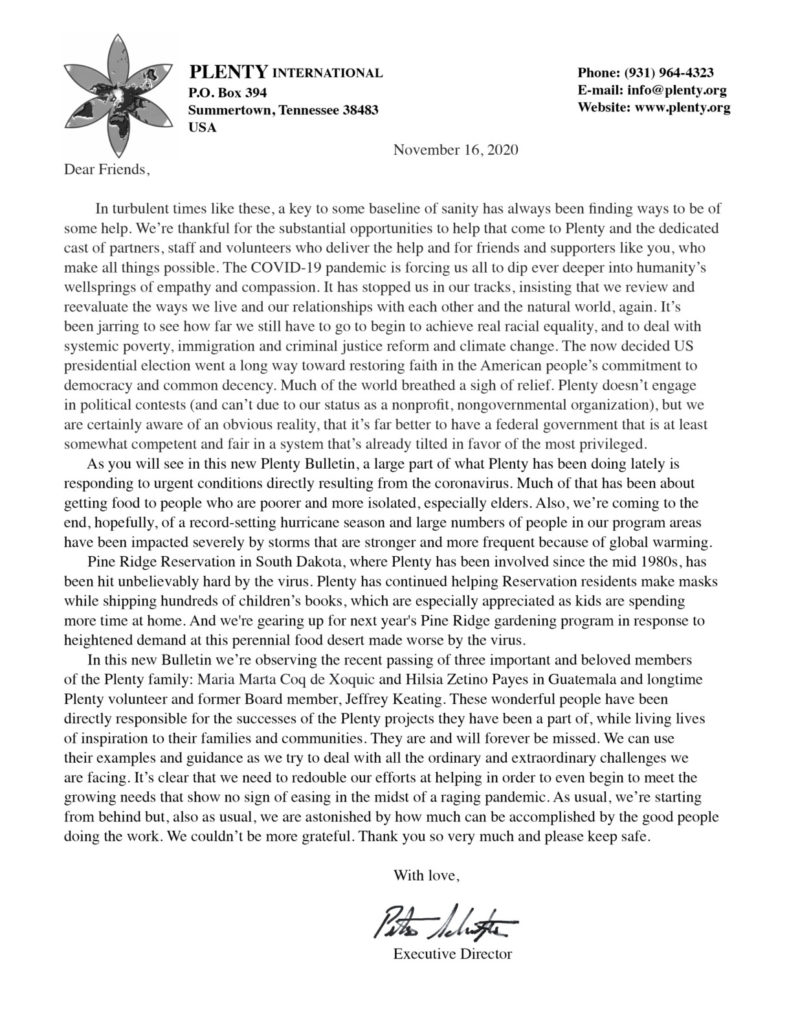 PLENTY INTERNATIONAL
P.O. Box 394
Summertown, Tennessee 38483
USA
Phone: (931) 964-4323
E-mail: info@plenty.org
Website: www.plenty.org
November 16, 2020
Dear Friends,
In turbulent times like these, a key to some baseline of sanity has always been finding ways to be of
some help. We’re thankful for the substantial opportunities to help that come to Plenty and the dedicated
cast of partners, staff and volunteers who deliver the help and for friends and supporters like you, who
make all things possible. The COVID-19 pandemic is forcing us all to dip ever deeper into humanity’s
wellsprings of empathy and compassion. It has stopped us in our tracks, insisting that we review and
reevaluate the ways we live and our relationships with each other and the natural world, again. It’s
been jarring to see how far we still have to go to begin to achieve real racial equality, and to deal with
systemic poverty, immigration and criminal justice reform and climate change. The now decided US
presidential election went a long way toward restoring faith in the American people’s commitment to
democracy and common decency. Much of the world breathed a sigh of relief. Plenty doesn’t engage
in political contests (and can’t due to our status as a nonprofit, nongovernmental organization), but we
are certainly aware of an obvious reality, that it’s far better to have a federal government that is at least
somewhat competent and fair in a system that’s already tilted in favor of the most privileged.
As you will see in this new Plenty Bulletin, a large part of what Plenty has been doing lately is
responding to urgent conditions directly resulting from the coronavirus. Much of that has been about
getting food to people who are poorer and more isolated, especially elders. Also, we’re coming to the
end, hopefully, of a record-setting hurricane season and large numbers of people in our program areas
have been impacted severely by storms that are stronger and more frequent because of global warming.
Pine Ridge Reservation in South Dakota, where Plenty has been involved since the mid 1980s, has
been hit unbelievably hard by the virus. Plenty has continued helping Reservation residents make masks
while shipping hundreds of children’s books, which are especially appreciated as kids are spending
more time at home. And we're gearing up for next year's Pine Ridge gardening program in response to
heightened demand at this perennial food desert made worse by the virus.
In this new Bulletin we’re observing the recent passing of three important and beloved members
of the Plenty family: Maria Marta Coq de Xoquic and Hilsia Zetino Payes in Guatemala and longtime
Plenty volunteer and former Board member, Jeffrey Keating. These wonderful people have been
directly responsible for the successes of the Plenty projects they have been a part of, while living lives
of inspiration to their families and communities. They are and will forever be missed. We can use
their examples and guidance as we try to deal with all the ordinary and extraordinary challenges we
are facing. It’s clear that we need to redouble our efforts at helping in order to even begin to meet the
growing needs that show no sign of easing in the midst of a raging pandemic. As usual, we’re starting
from behind but, also as usual, we are astonished by how much can be accomplished by the good people
doing the work. We couldn’t be more grateful. Thank you so very much and please keep safe.
With love,
Executive Director